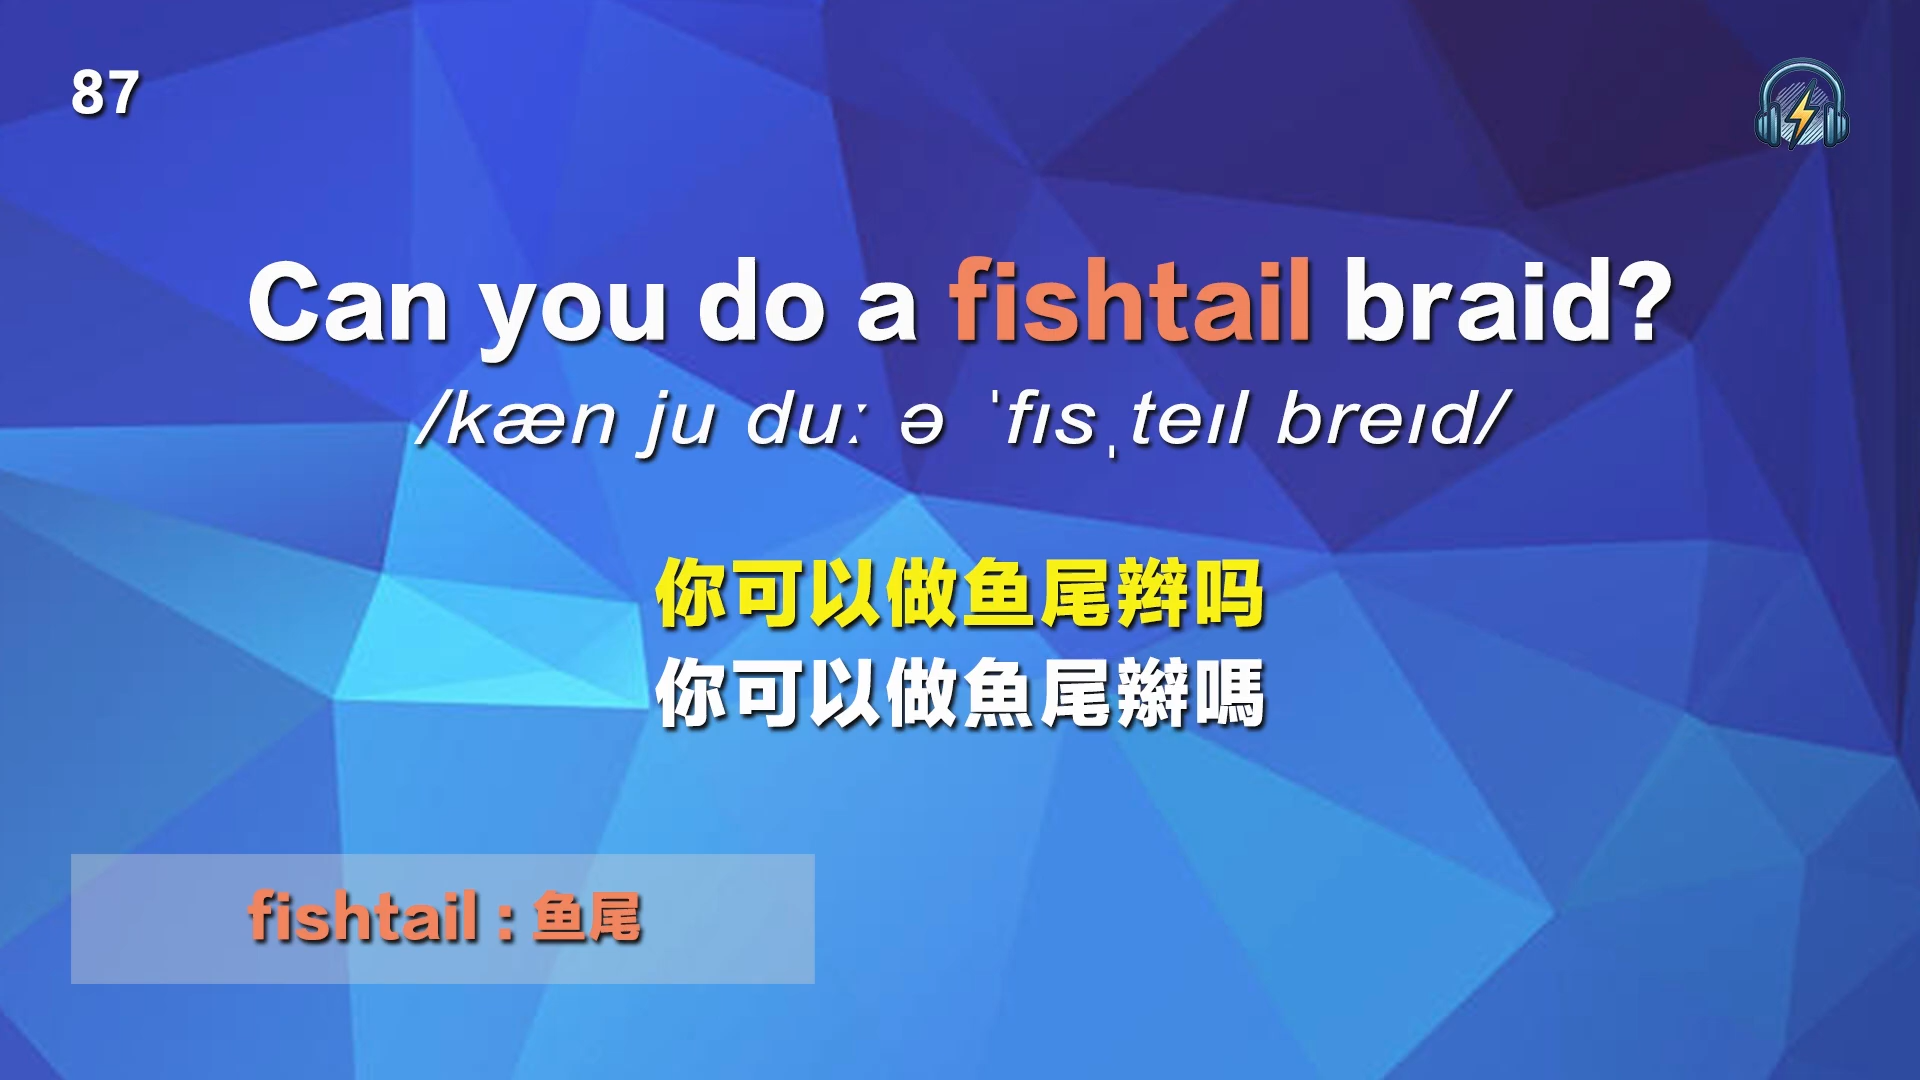 87
Can you do a fishtail braid?
/kæn ju duː ə ˈfɪsˌteɪl breɪd/
你可以做鱼尾辫吗
你可以做魚尾辮嗎
fishtail : 鱼尾